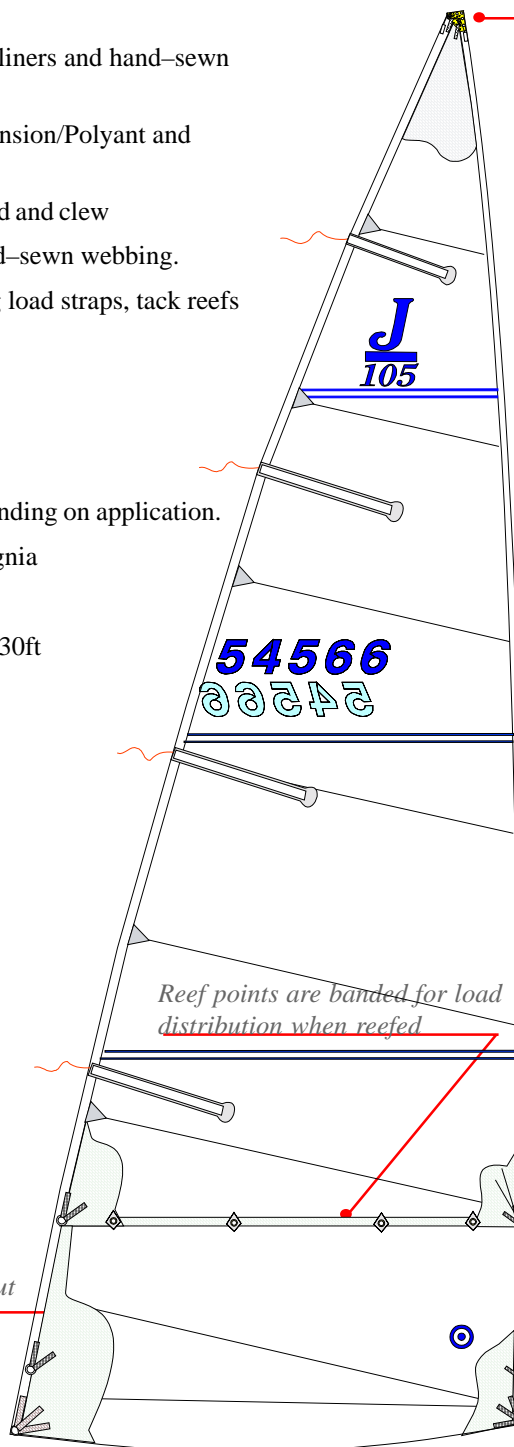 liners and hand–sewn
nsion/Polyant and
d and clew
d–sewn webbing.
g load straps, tack reefs
J
105
nding on application.
gnia
30ft
54566
54566
Reef points are banded for load
distribution when reefed
ut